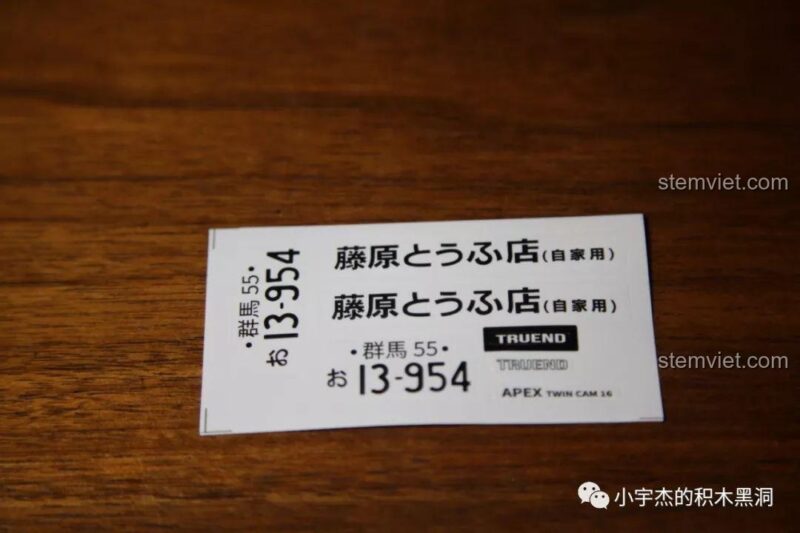 stemviet.com
・群馬 55・
お 13-954
藤原とうふ店(自家用)
藤原とうふ店(自家用)
・群馬 55・
お 13-954
TRUEND
TRUEND
APEX TWIN CAM 16
stemviet.com
小宇杰的积木黑洞